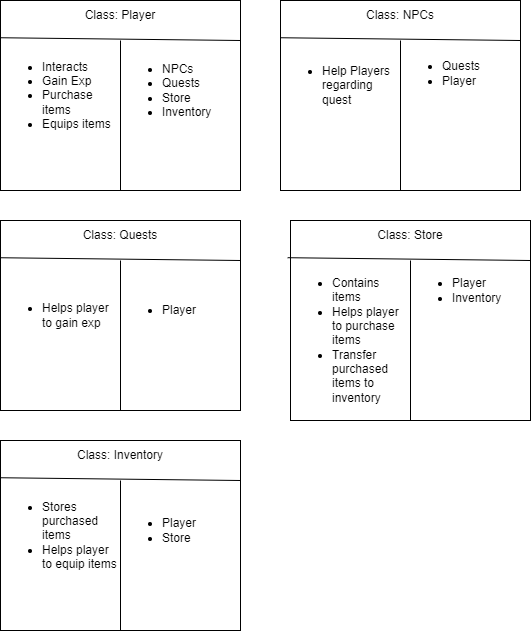 Class: Player
• Interacts
• Gain Exp
• Purchase
items
• Equips items
• NPCs
• Quests
• Store
• Inventory
Class: NPCs
• Help Players
regarding
quest
• Quests
• Player
Class: Quests
• Helps player
to gain exp
• Player
Class: Store
• Contains
items
• Helps player
to purchase
items
• Transfer
purchased
items to
inventory
• Player
• Inventory
Class: Inventory
• Stores
purchased
items
• Helps player
to equip items
• Player
• Store